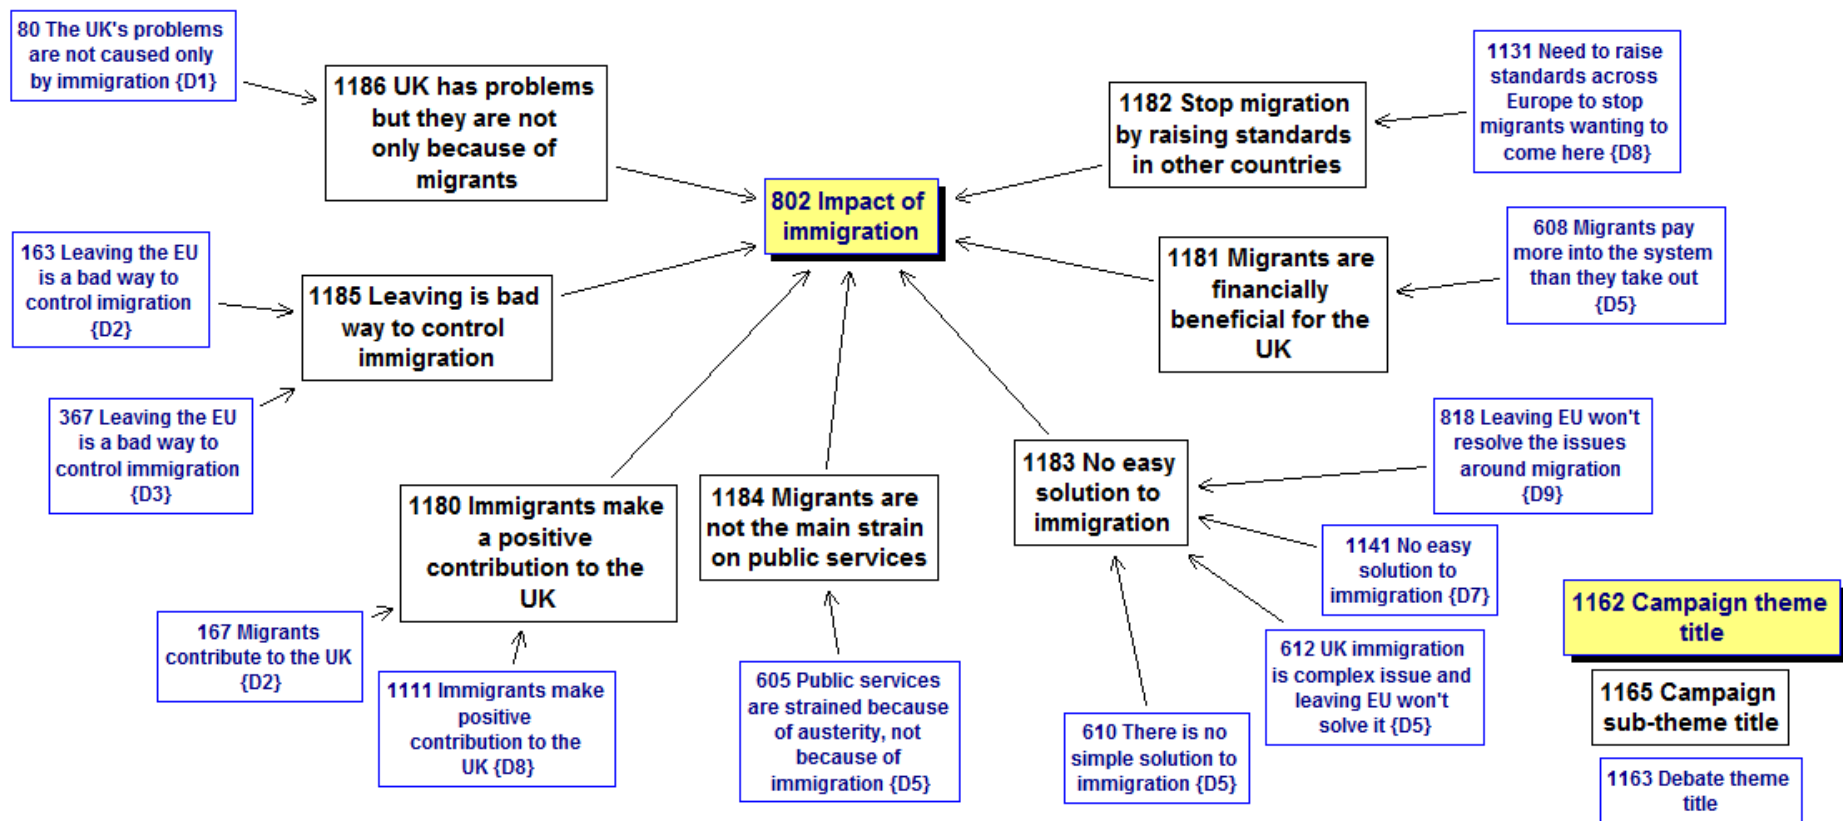 80 The UK's problems
are not caused only
by immigration {D1}
1186 UK has problems
but they are not
only because of
migrants
802 Impact of
immigration
1182 Stop migration
by raising standards
in other countries
1131 Need to raise
standards across
Europe to stop
migrants wanting to
come here {D8}
163 Leaving the EU
is a bad way to
control imigration
{D2}
1185 Leaving is bad
way to control
immigration
367 Leaving the EU
is a bad way to
control immigration
{D3}
1181 Migrants are
financially
beneficial for the
UK
608 Migrants pay
more into the system
than they take out
{D5}
1180 Immigrants make
a positive
contribution to the
UK
167 Migrants
contribute to the UK
{D2}
1111 Immigrants make
positive
contribution to the
UK {D8}
1184 Migrants are
not the main strain
on public services
605 Public services
are strained because
of austerity, not
because of
immigration {D5}
1183 No easy
solution to
immigration
818 Leaving EU won't
resolve the issues
around migration
{D9}
1141 No easy
solution to
immigration {D7}
612 UK immigration
is complex issue and
leaving EU won't
solve it {D5}
610 There is no
simple solution to
immigration {D5}
1162 Campaign theme
title
1165 Campaign
sub-theme title
1163 Debate theme
title